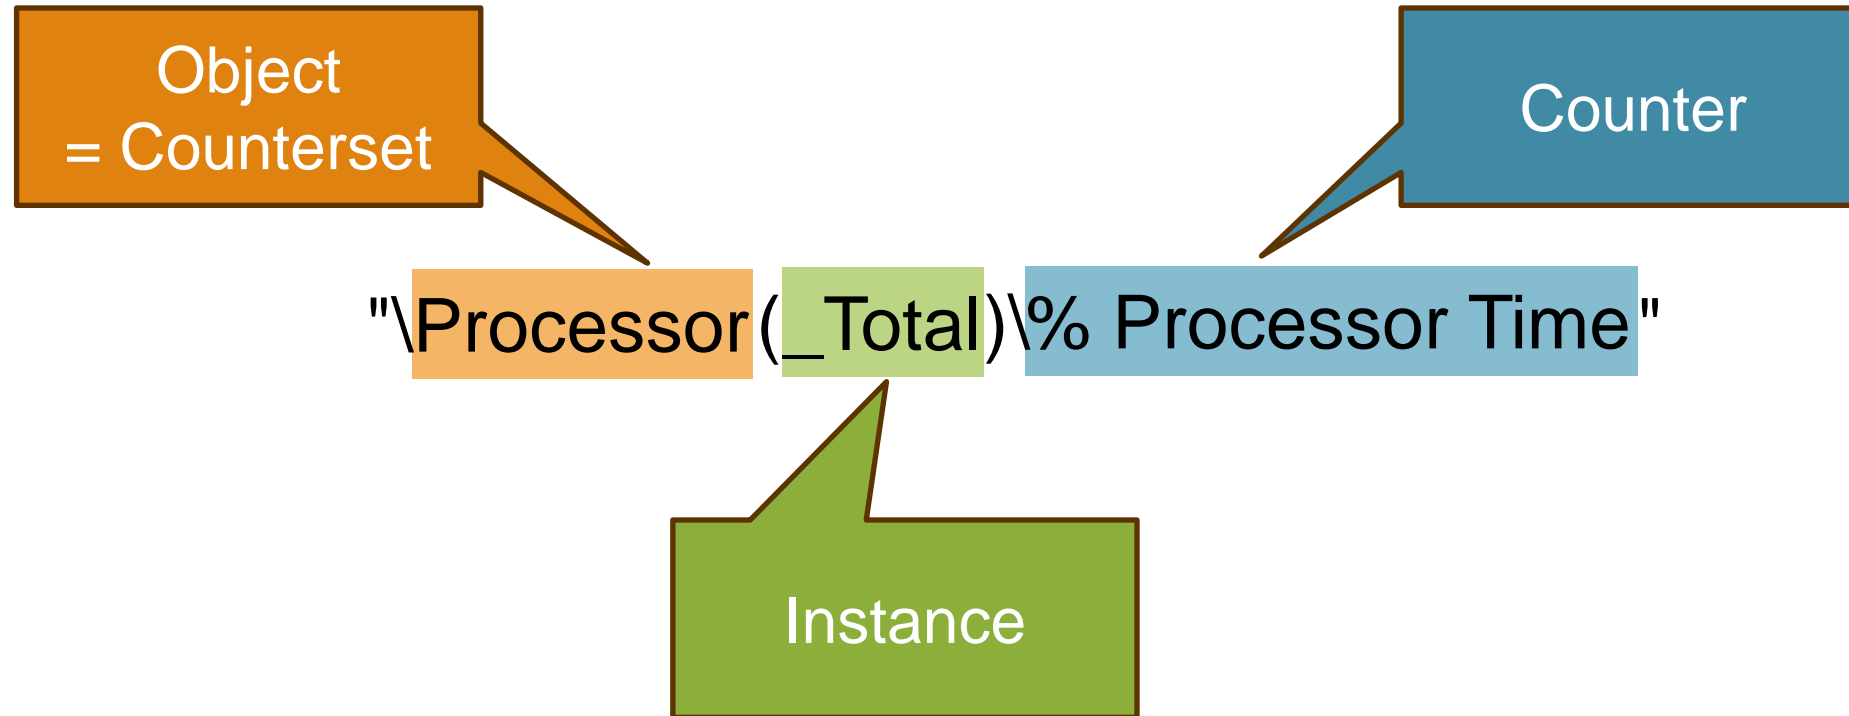 Object
= Counterset
Counter
"\Processor(_Total)\% Processor Time"
Instance